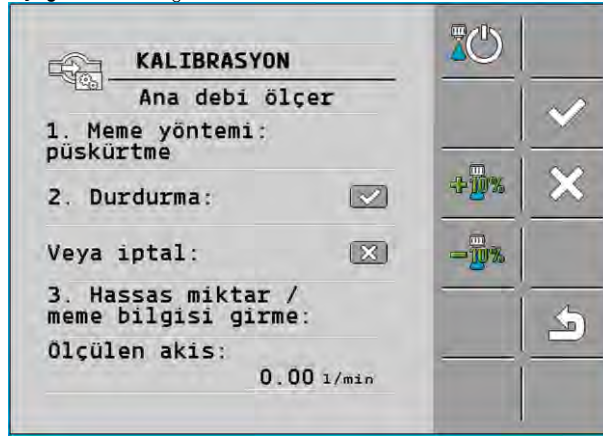 KALIBRASYON
Ana debi ölçer
1. Meme yöntemi:
püskürtme
2. Durdurma:
Veya iptal:
3. Hassas miktar /
meme bilgisi girme:
Ölçülen akis:
0.00 l/min
+10%
-10%